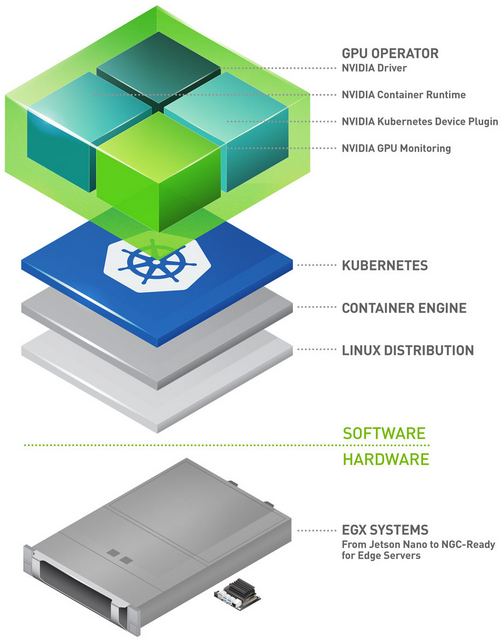 GPU OPERATOR
NVIDIA Driver
NVIDIA Container Runtime
NVIDIA Kubernetes Device Plugin
NVIDIA GPU Monitoring
KUBERNETES
CONTAINER ENGINE
LINUX DISTRIBUTION
SOFTWARE
HARDWARE
EGX SYSTEMS
From Jetson Nano to NGC-Ready
for Edge Servers